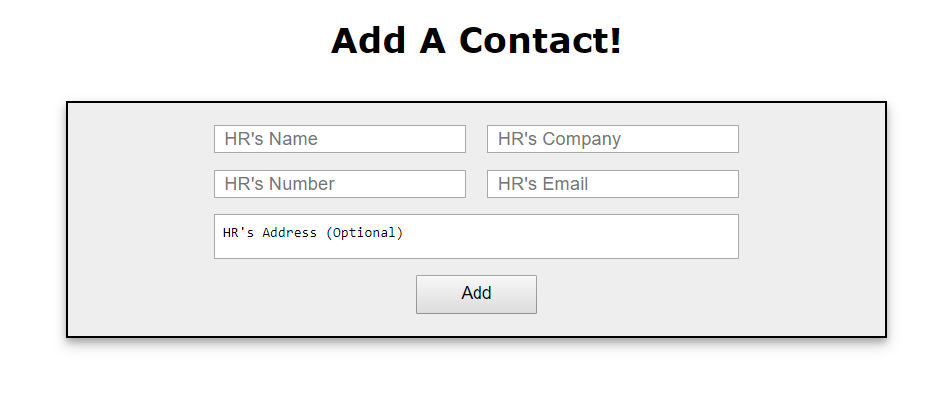 Add A Contact!
HR's Name
HR's Company
HR's Number
HR's Email
HR's Address (Optional)
Add